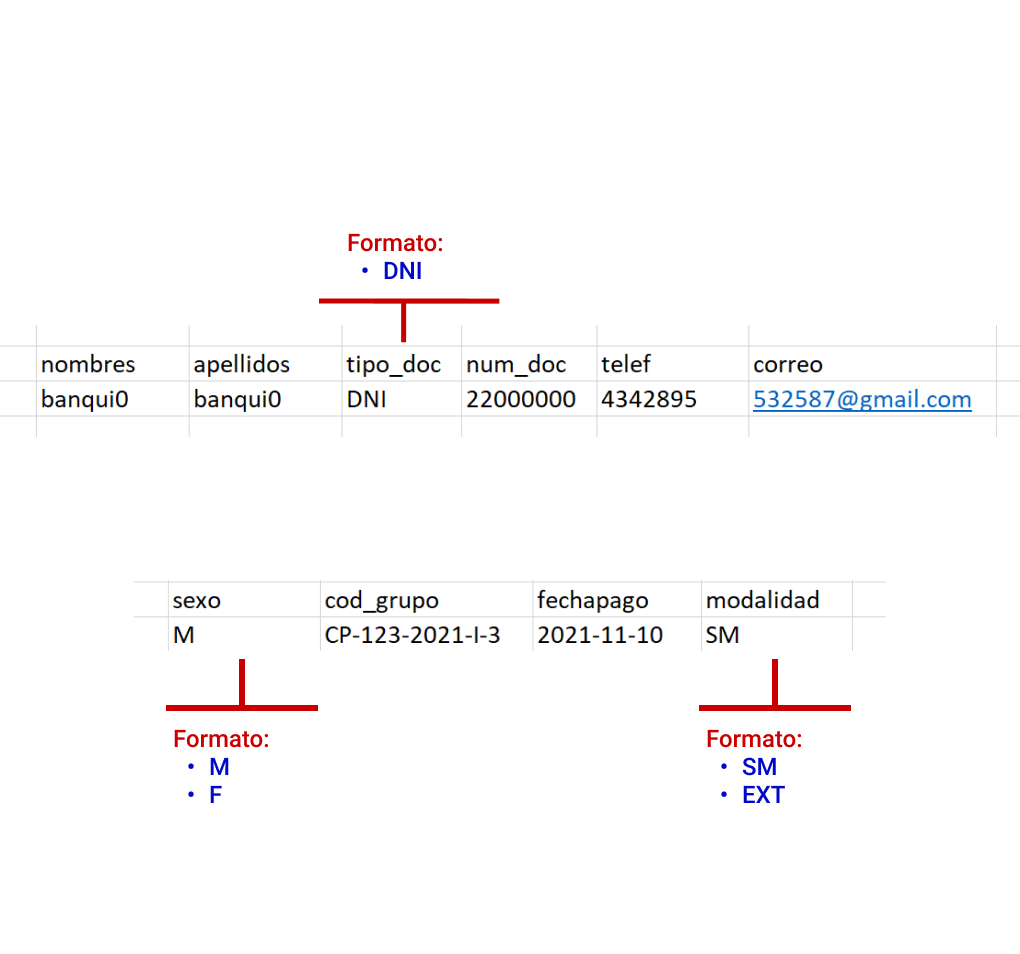 Formato:
• DNI
nombres apellidos tipo_doc num_doc telef correo
banqui0 banqui0 DNI 22000000 4342895 532587@gmail.com
sexo cod_grupo fechapago modalidad
M CP-123-2021-I-3 2021-11-10 SM
Formato:
• M
• F
Formato:
• SM
• EXT